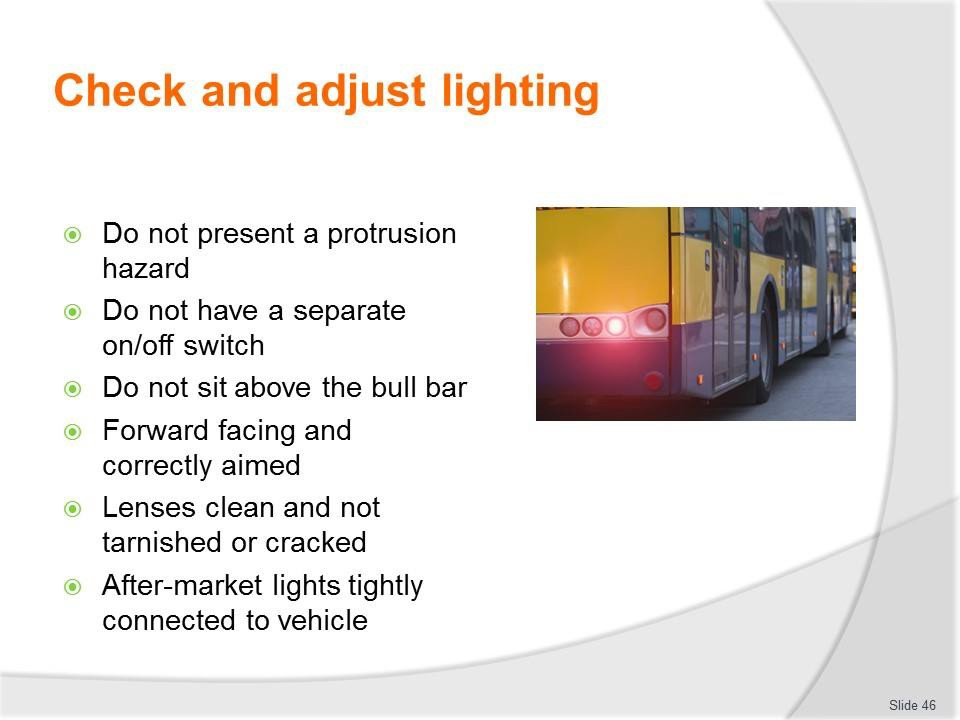 Check and adjust lighting
Do not present a protrusion
hazard
Do not have a separate
on/off switch
Do not sit above the bull bar
Forward facing and
correctly aimed
Lenses clean and not
tarnished or cracked
After-market lights tightly
connected to vehicle
Slide 46